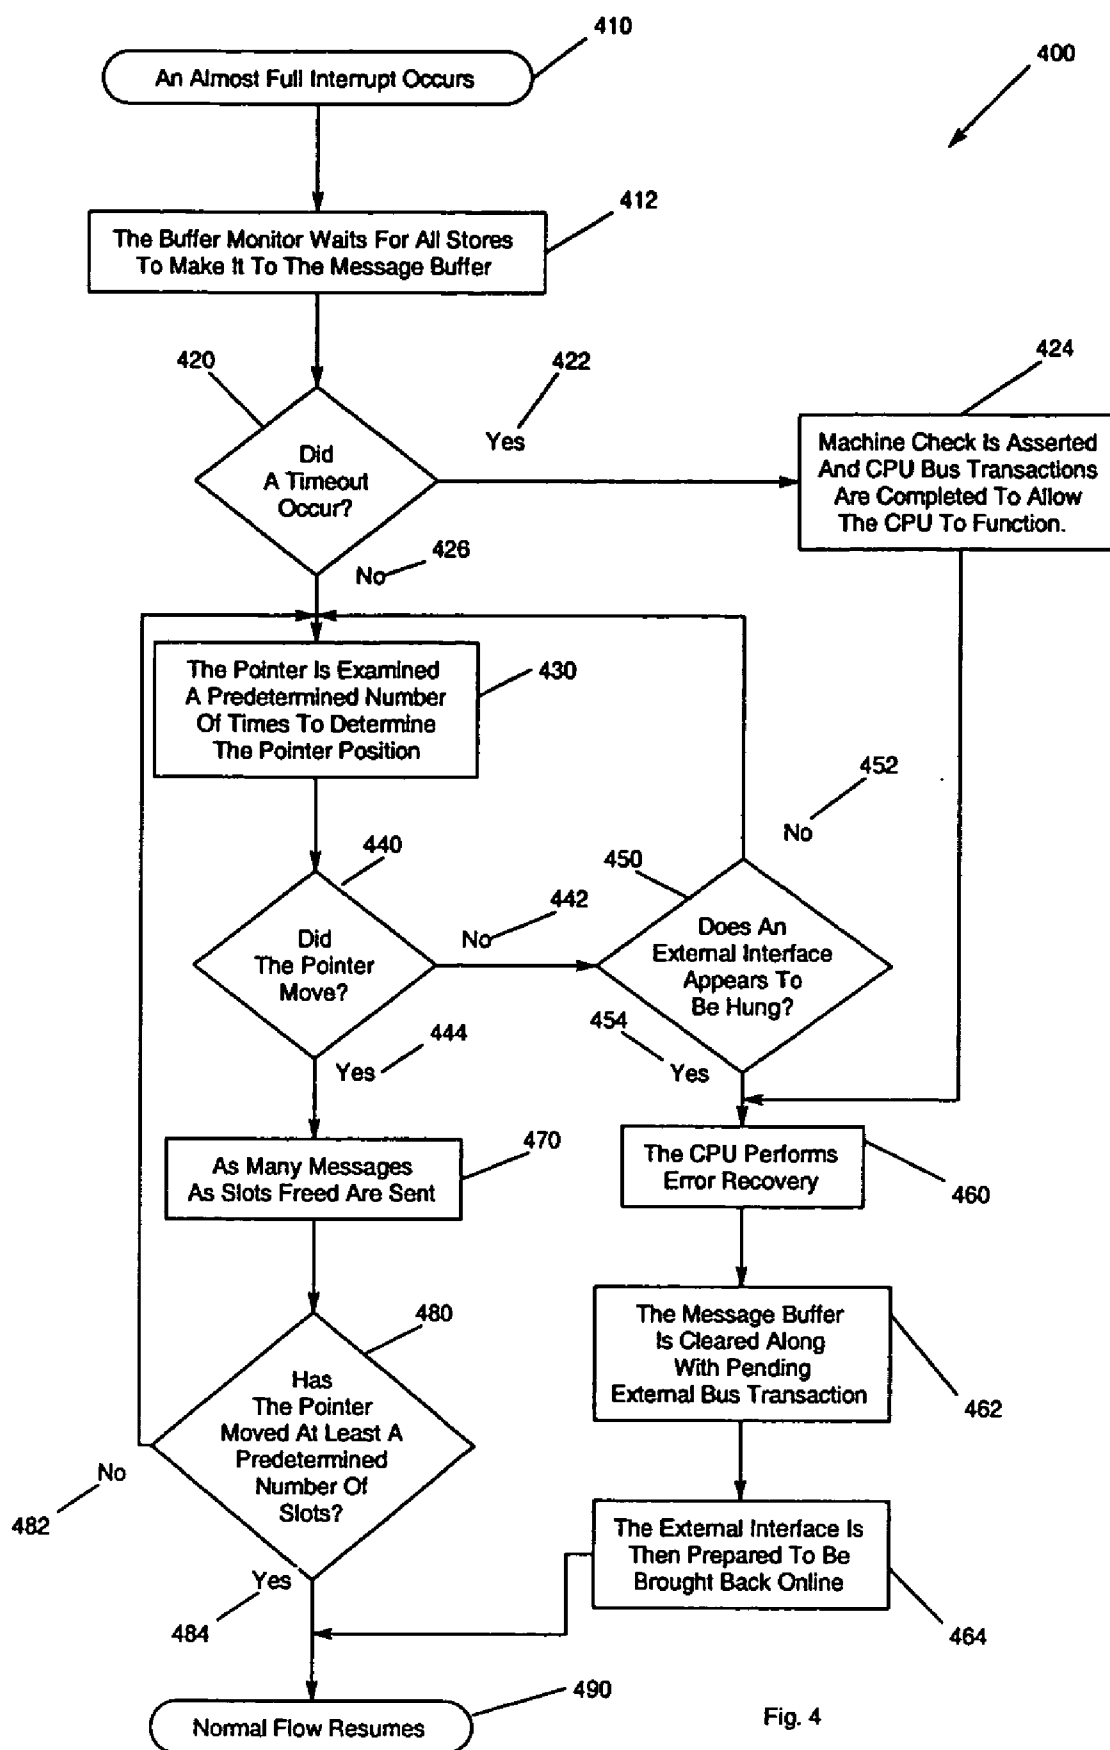 410
An Almost Full Interrupt Occurs
400
412
The Buffer Monitor Waits For All Stores
To Make It To The Message Buffer
420
422
424
Yes
Did
A Timeout
Occur?
Machine Check Is Asserted
And CPU Bus Transactions
Are Completed To Allow
The CPU To Function.
No
426
The Pointer Is Examined
A Predetermined Number
Of Times To Determine
The Pointer Position
430
452
No
440
450
442
No
Did
The Pointer
Move?
Does An
External Interface
Appears To
Be Hung?
444
Yes
454
Yes
470
As Many Messages
As Slots Freed Are Sent
The CPU Performs
Error Recovery
460
480
Has
The Pointer
Moved At Least A
Predetermined
Number Of
Slots?
The Message Buffer
Is Cleared Along
With Pending
External Bus Transaction
462
No
482
The External Interface Is
Then Prepared To Be
Brought Back Online
464
Yes
484
490
Normal Flow Resumes
Fig. 4